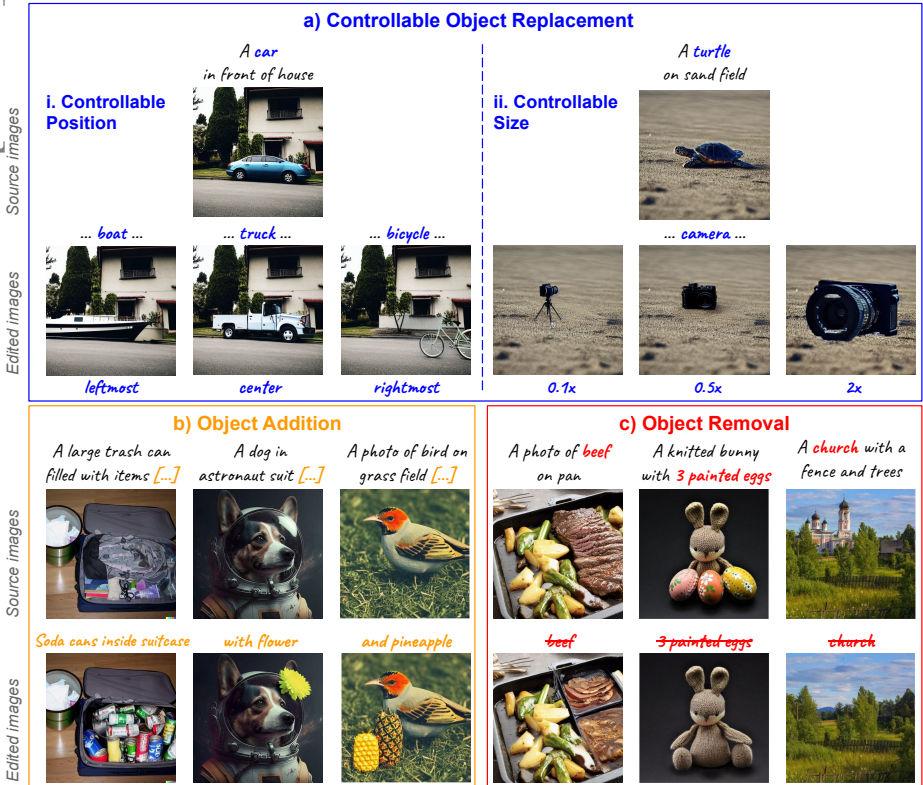 a) Controllable Object Replacement
A car
in front of house
i. Controllable
Position
A turtle
on sand field
ii. Controllable
Size
Source images
... boat ...
... truck ...
... bicycle ...
... camera ...
Edited images
leftmost
center
rightmost
0.1x
0.5x
2x
b) Object Addition
A large trash can
filled with items [...]
A dog in
astronaut suit [...]
A photo of bird on
grass field [...]
Source images
Soda cans inside suitcase
with flower
and pineapple
Edited images
c) Object Removal
A photo of beef
on pan
A knitted bunny
with 3 painted eggs
A church with a
fence and trees
beef
3 painted eggs
church